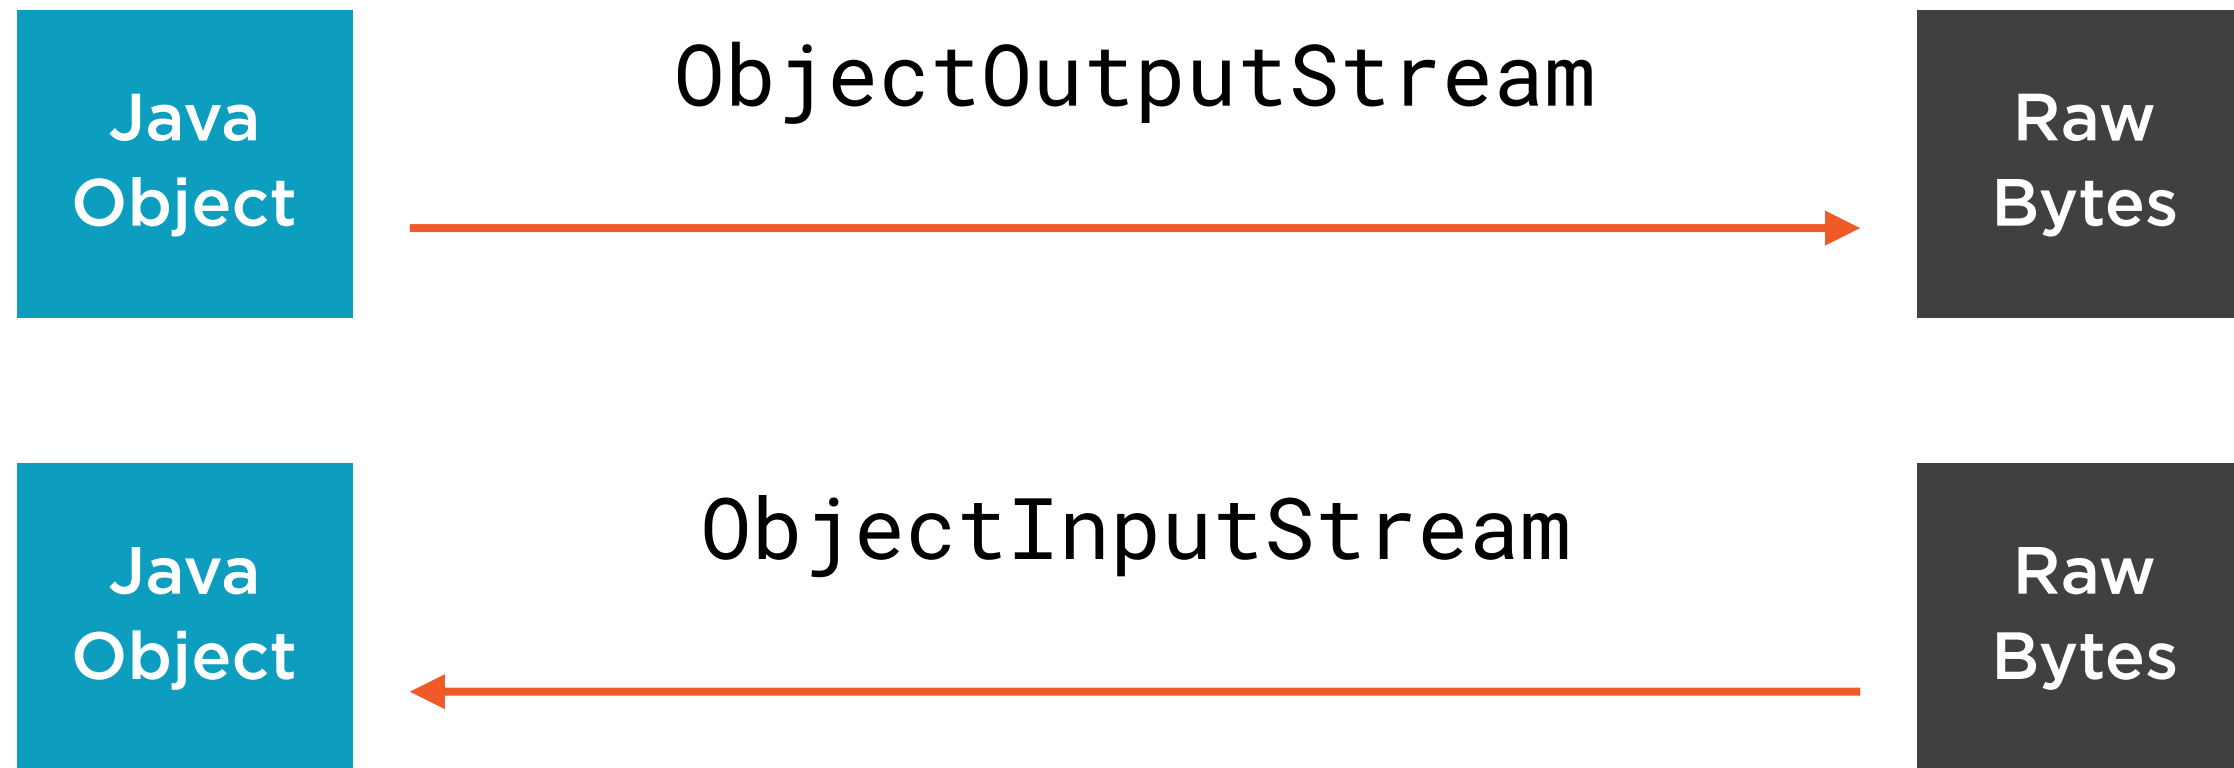 Java
Object
ObjectOutputStream
Raw
Bytes
Java
Object
ObjectInputStream
Raw
Bytes